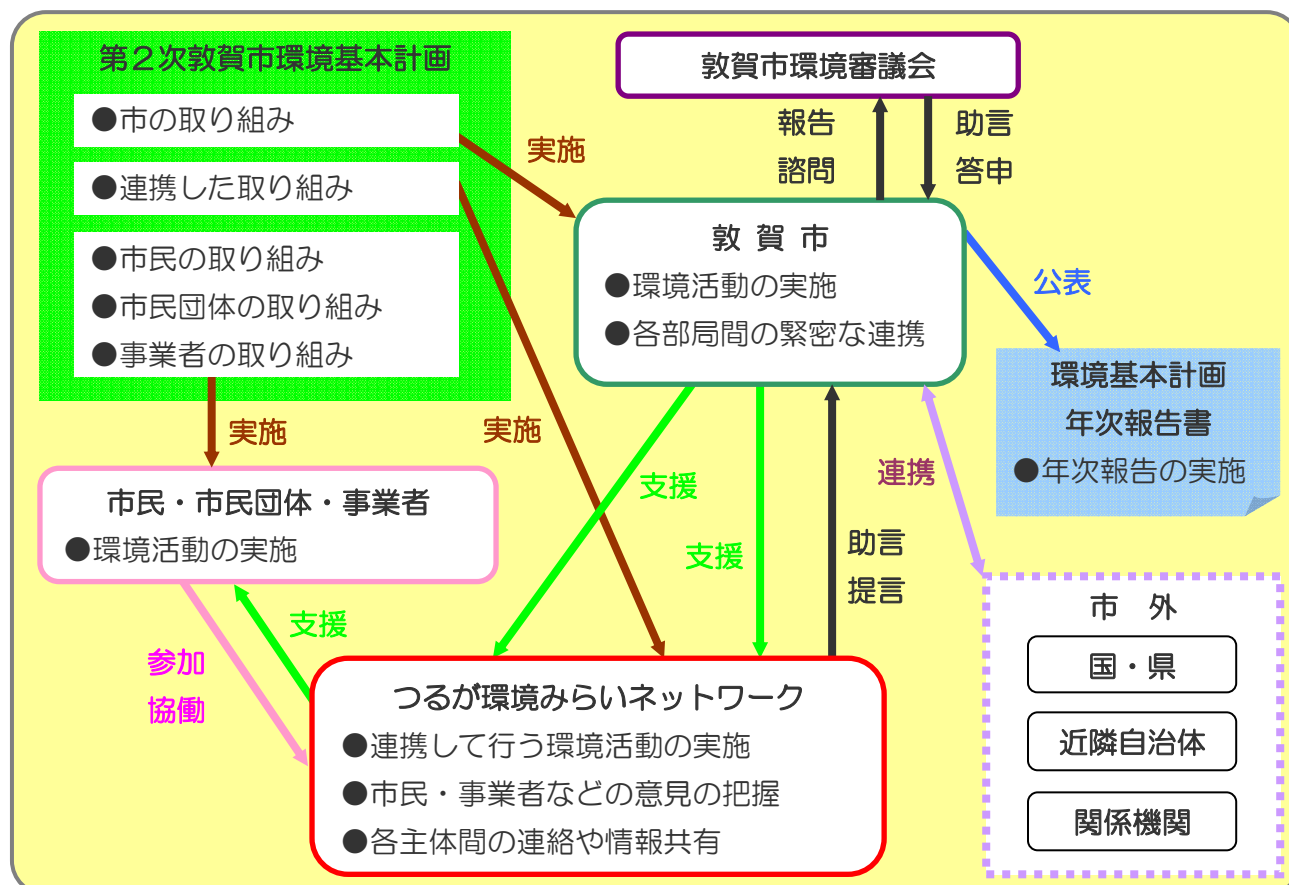 第２次敦賀市環境基本計画
●市の取り組み
●連携した取り組み
●市民の取り組み
●市民団体の取り組み
●事業者の取り組み
敦賀市環境審議会
報告
諮問
助言
答申
実施
敦 賀 市
●環境活動の実施
●各部局間の緊密な連携
公表
環境基本計画
年次報告書
●年次報告の実施
実施
実施
支援
支援
連携
助言
提言
市民・市民団体・事業者
●環境活動の実施
支援
参加
協働
つるが環境みらいネットワーク
●連携して行う環境活動の実施
●市民・事業者などの意見の把握
●各主体間の連絡や情報共有
市　外
国・県
近隣自治体
関係機関